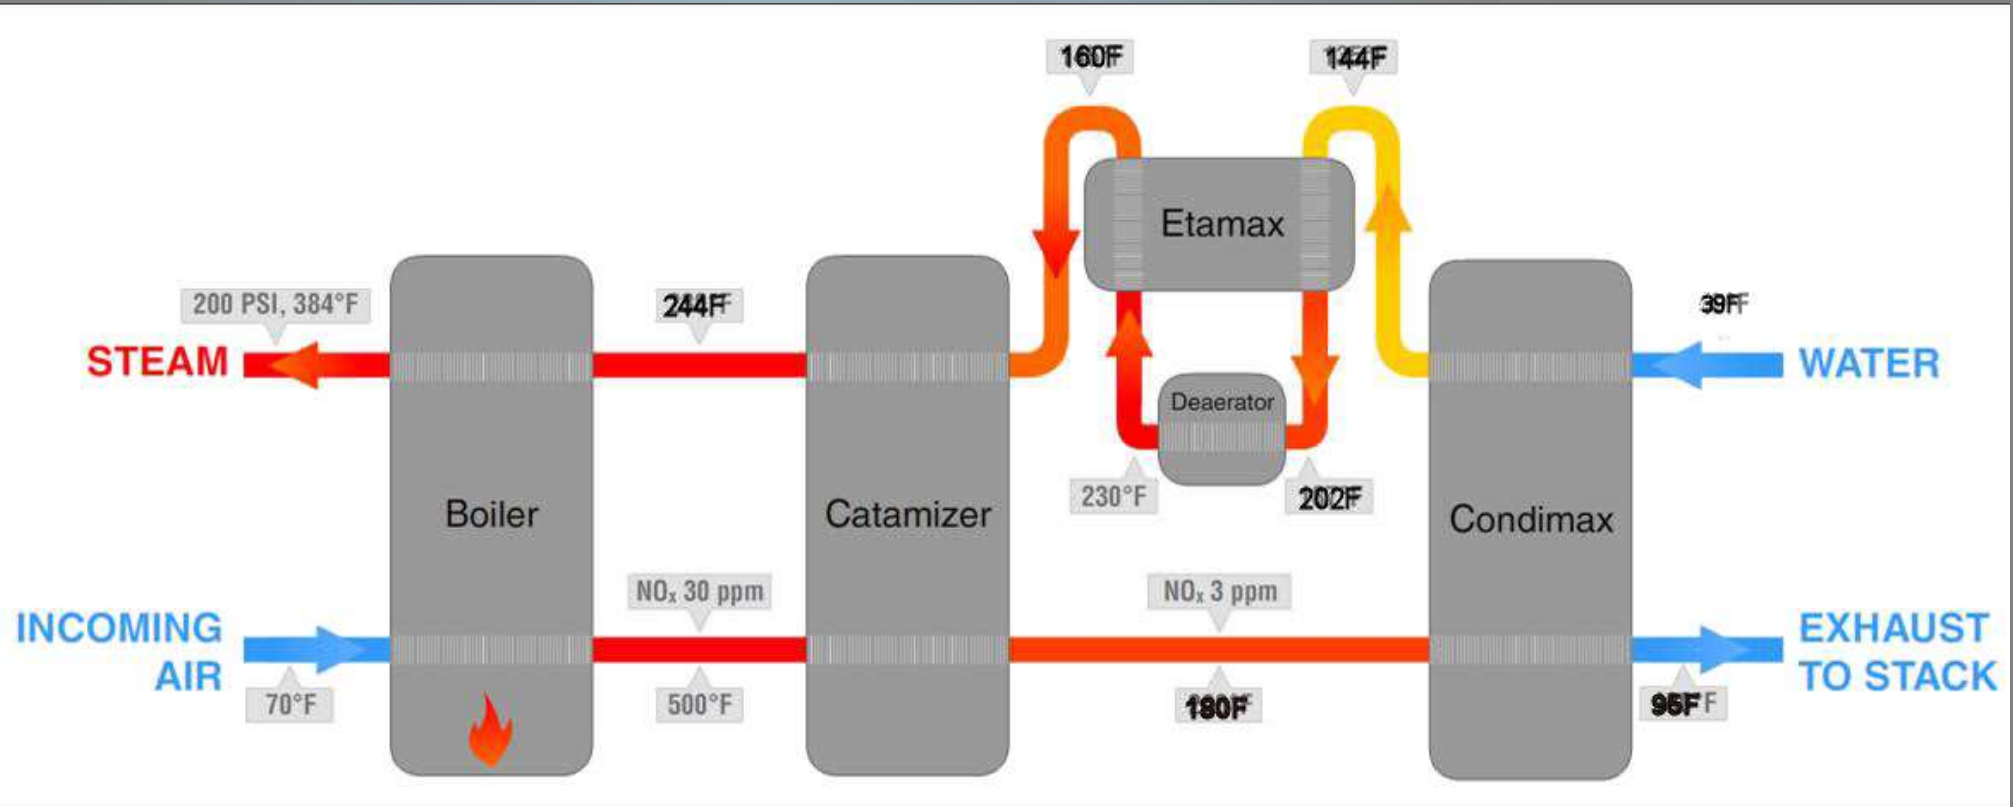 160F
144F
Etamax
200 PSI, 384°F
244F
39F
STEAM
WATER
Deaerator
230°F
202F
Boiler
Catamizer
Condimax
NOₓ 30 ppm
NOₓ 3 ppm
INCOMING
AIR
EXHAUST
TO STACK
70°F
500°F
180F
95F